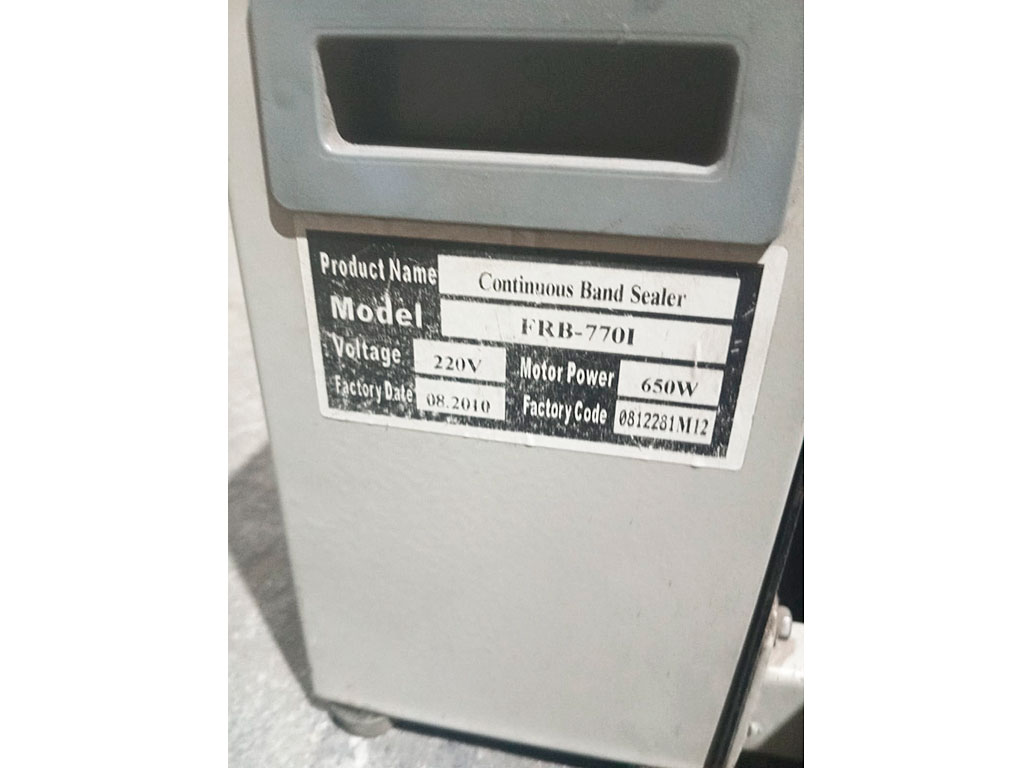 Product Name Continuous Band Sealer
Model FRB-770I
Voltage 220V Motor Power 650W
Factory Date 08.2010 Factory Code 0812281M12